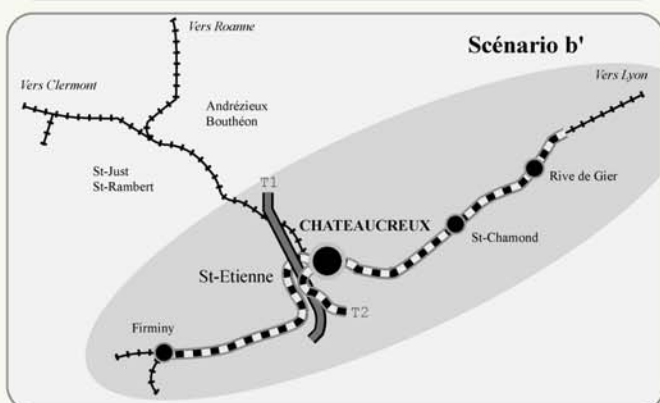 Vers Roanne
Scénario b'
Vers Clermont
Vers Lyon
Andrézieux
Bouthéon
St-Just
St-Rambert
T1
Rive de Gier
CHATEAUCREUX
St-Chamond
St-Etienne
T2
Firminy